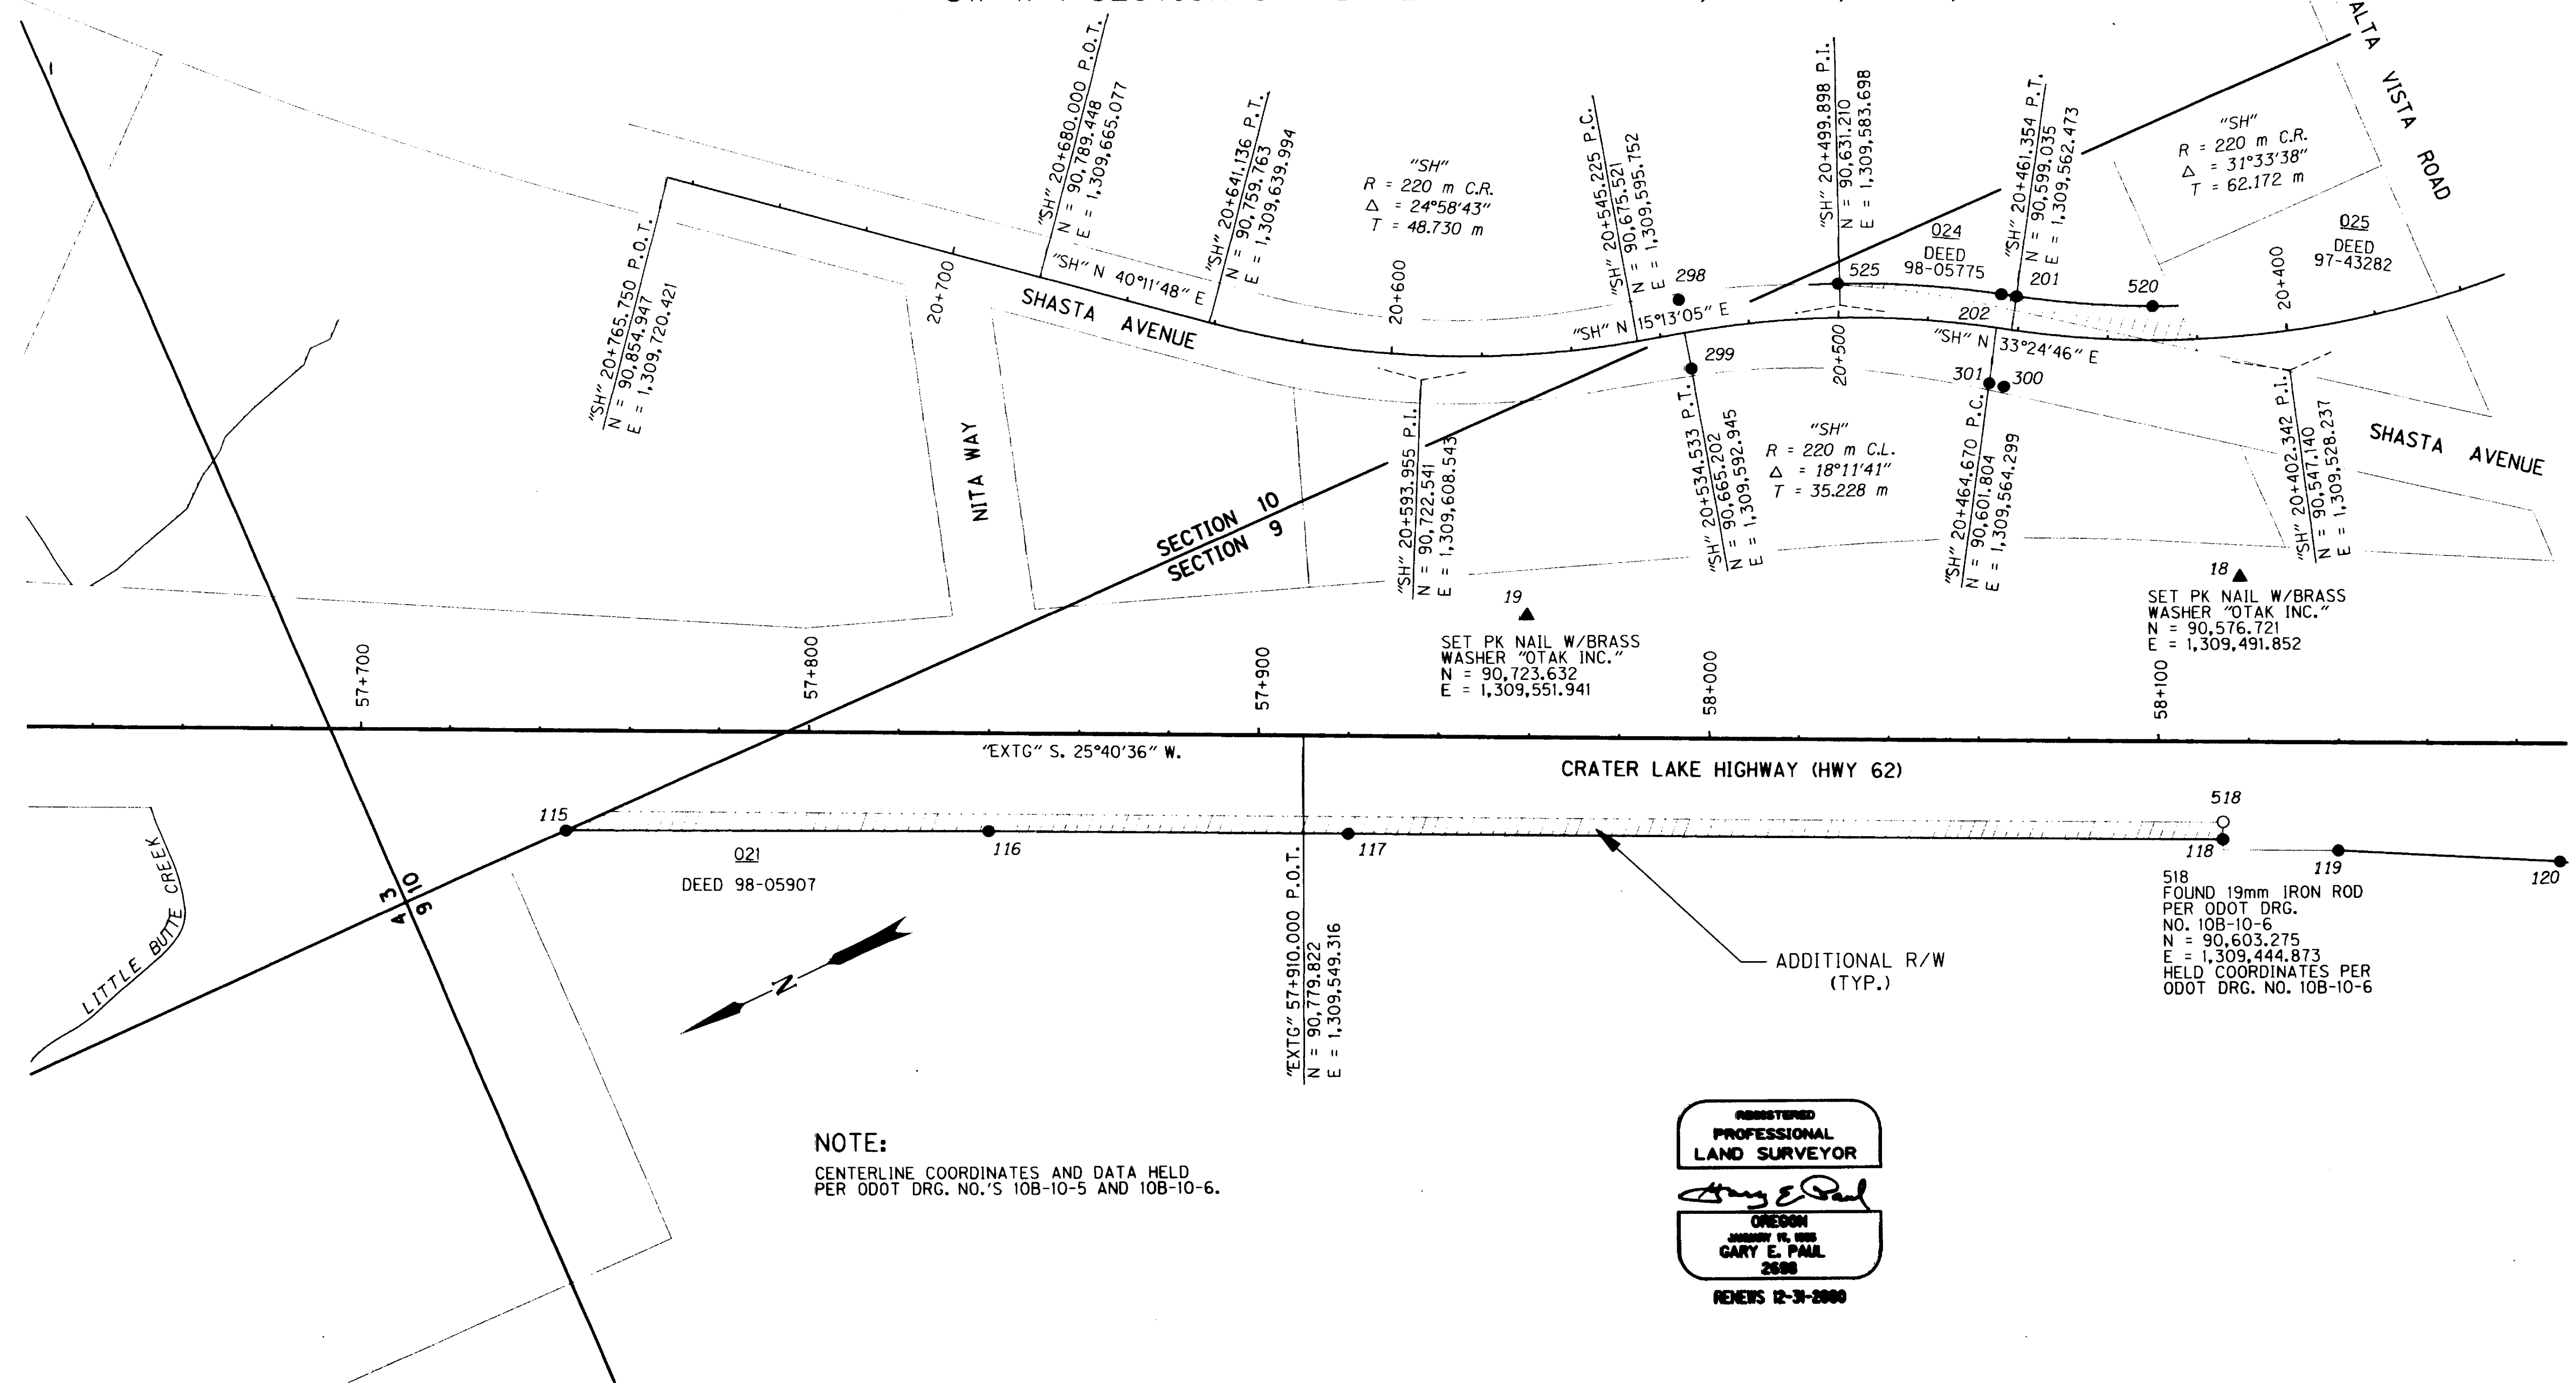 "SH" 20+765.750 P.O.T.
N = 90,854.947
E = 1,309,720.421
"SH" 20+680.000 P.O.T.
N = 90,789.448
E = 1,309,665.077
"SH" 20+641.136 P.T.
N = 90,759.763
E = 1,309,639.994
"SH"
R = 220 m C.R.
Δ = 24°58'43"
T = 48.730 m
"SH" 20+545.225 P.C.
N = 90,675.521
E = 1,309,595.752
"SH" 20+499.898 P.I.
N = 90,631.210
E = 1,309,583.698
"SH" 20+461.354 P.T.
N = 90,599.035
E = 1,309,562.473
"SH"
R = 220 m C.R.
Δ = 31°33'38"
T = 62.172 m
ALTA VISTA ROAD
025
DEED
97-43282
024
DEED
98-05775
20+700
"SH" N 40°11'48" E
SHASTA AVENUE
20+600
298
"SH" N 15°13'05" E
525
201
520
202
20+400
"SH" N 33°24'46" E
299
20+500
301
300
SHASTA AVENUE
NITA WAY
SECTION 10
SECTION 9
"SH" 20+593.955 P.I.
N = 90,722.541
E = 1,309,608.543
"SH" 20+534.533 P.T.
N = 90,665.202
E = 1,309,592.945
"SH"
R = 220 m C.L.
Δ = 18°11'41"
T = 35.228 m
"SH" 20+464.670 P.C.
N = 90,601.804
E = 1,309,564.299
"SH" 20+402.342 P.I.
N = 90,547.140
E = 1,309,528.237
19
SET PK NAIL W/BRASS
WASHER "OTAK INC."
N = 90,723.632
E = 1,309,551.941
18
SET PK NAIL W/BRASS
WASHER "OTAK INC."
N = 90,576.721
E = 1,309,491.852
57+700
57+800
57+900
58+000
58+100
"EXTG" S. 25°40'36" W.
CRATER LAKE HIGHWAY (HWY 62)
115
116
117
518
118
119
120
021
DEED 98-05907
LITTLE BUTTE CREEK
3
10
4
9
N
"EXTG" 57+910.000 P.O.T.
N = 90,779.822
E = 1,309,549.316
ADDITIONAL R/W
(TYP.)
518
FOUND 19mm IRON ROD
PER ODOT DRG.
NO. 10B-10-6
N = 90,603.275
E = 1,309,444.873
HELD COORDINATES PER
ODOT DRG. NO. 10B-10-6
NOTE:
CENTERLINE COORDINATES AND DATA HELD
PER ODOT DRG. NO.'S 10B-10-5 AND 10B-10-6.
REGISTERED
PROFESSIONAL
LAND SURVEYOR
Gary E Paul
OREGON
GARY E. PAUL
2698
RENEWS 12-31-2000